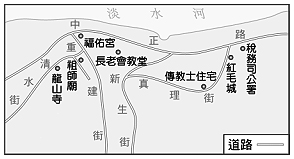 淡水河
中正路
福佑宮
長老會教堂
重建街
清水街
祖師廟
龍山寺
新生街
真理街
傳教士住宅
紅毛城
稅務司公署
道路